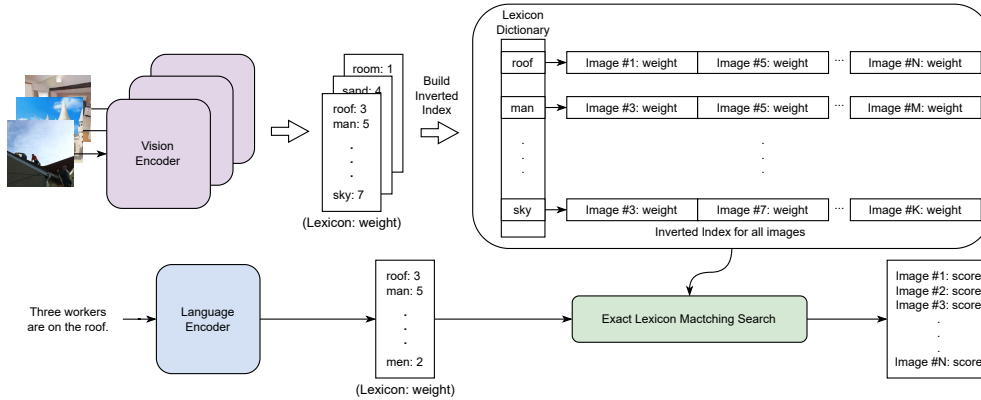 Lexicon
Dictionary
room: 1
sand: 4
roof: 3
man: 5
.
.
.
sky: 7
(Lexicon: weight)
Vision
Encoder
Build
Inverted
Index
roof
Image #1: weight
Image #5: weight
...
Image #N: weight
man
Image #3: weight
Image #5: weight
...
Image #M: weight
.
.
.
.
.
.
sky
Image #3: weight
Image #7: weight
...
Image #K: weight
Inverted Index for all images
Three workers
are on the roof.
Language
Encoder
roof: 3
man: 5
.
.
.
men: 2
(Lexicon: weight)
Exact Lexicon Mactching Search
Image #1: score
Image #2: score
Image #3: score
.
.
.
Image #N: score